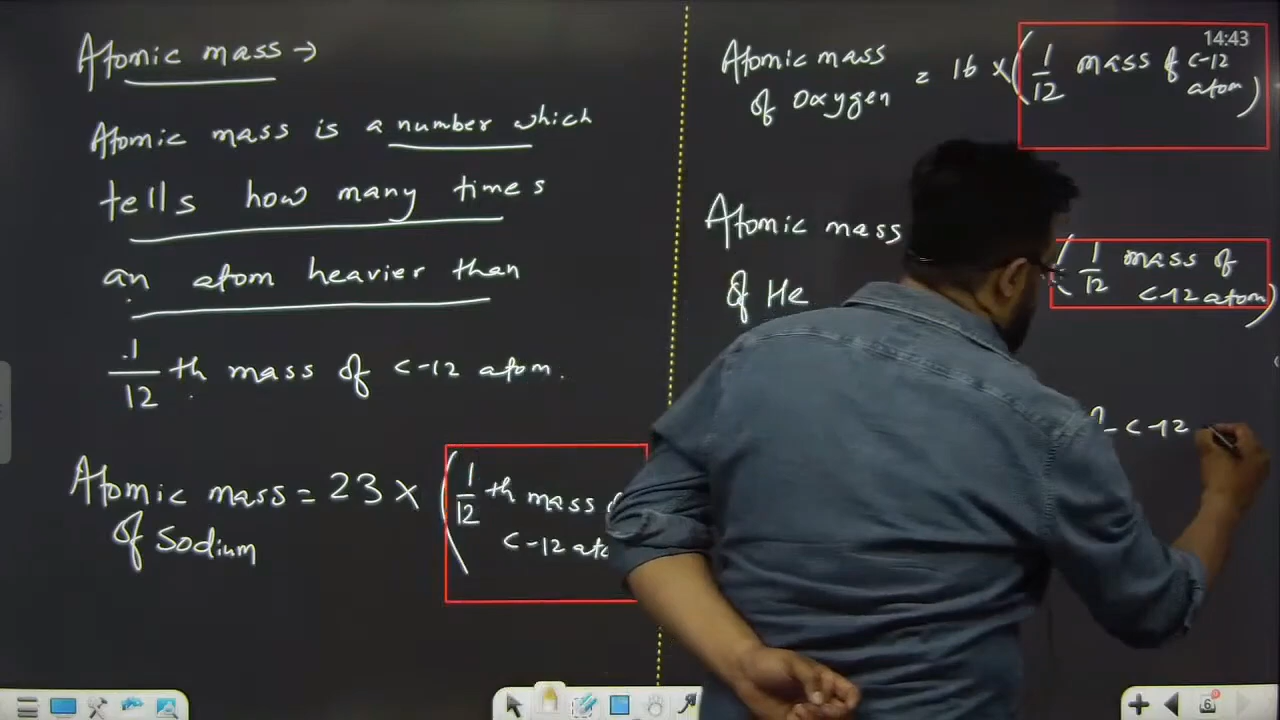 Atomic mass →
Atomic mass is a number which
tells how many times
an atom heavier than
1/12 th mass of C-12 atom.
Atomic mass = 23 × (1/12 th mass
of Sodium
C-12
14:43
Atomic mass
of Oxygen = 16 × (1/12 mass of C-12
atom)
Atomic mass
of He
(1/12 mass of
C-12 atom)
C-12
6